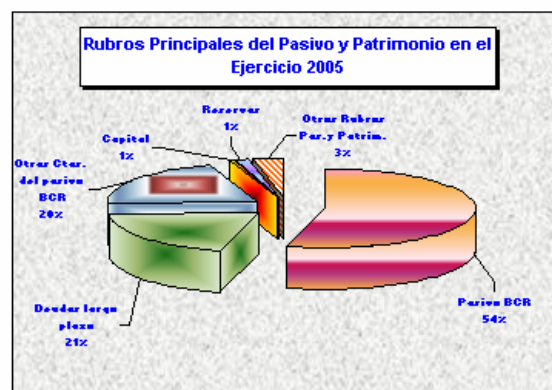 Rubros Principales del Pasivo y Patrimonio en el
Ejercicio 2005
Reservas
1%
Otros Rubros
Pas. y Patrim.
3%
Capital
1%
Otras Ctas.
del pasivo
BCR
20%
Deudas largo
plazo
21%
Pasivo BCR
54%